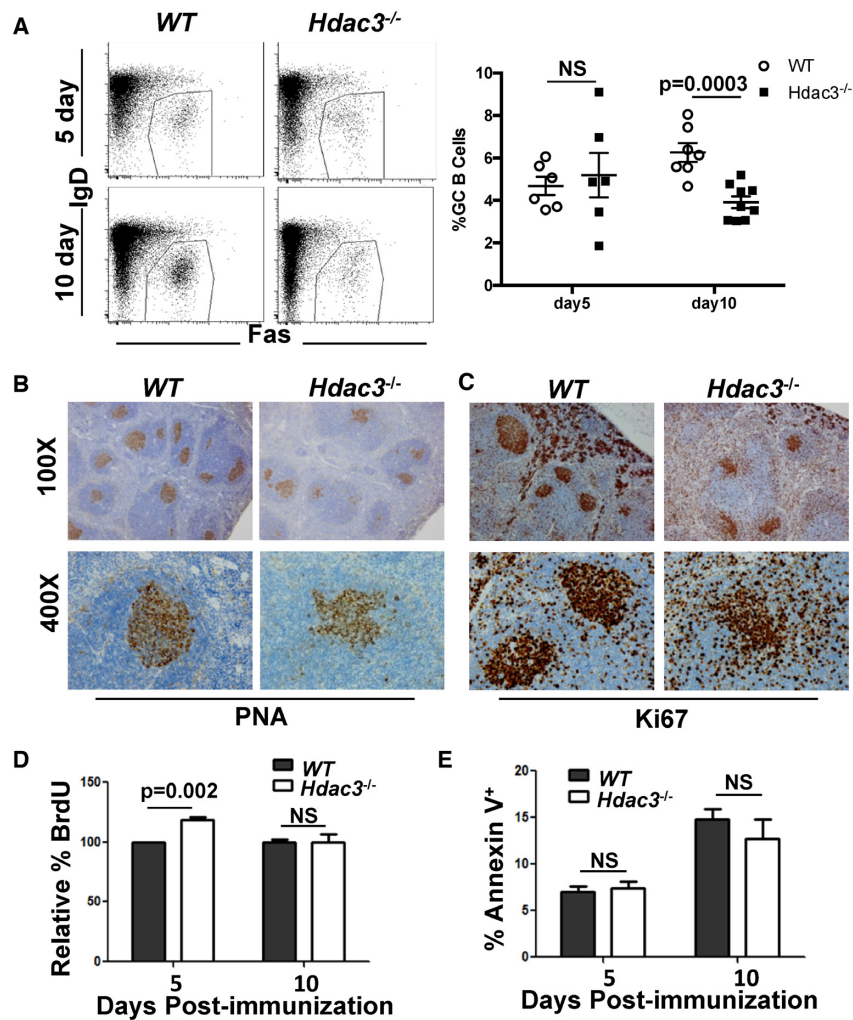 A
WT
Hdac3-/-
5 day
10 day
IgD
Fas
WT
Hdac3-/-
NS
p=0.0003
%GC B Cells
10
8
6
4
2
0
day5
day10
B
WT
Hdac3-/-
100X
400X
PNA
C
WT
Hdac3-/-
Ki67
D
WT
Hdac3-/-
p=0.002
NS
Relative % BrdU
150
100
50
0
5
10
Days Post-immunization
E
WT
Hdac3-/-
NS
NS
% Annexin V+
20
15
10
5
0
5
10
Days Post-immunization